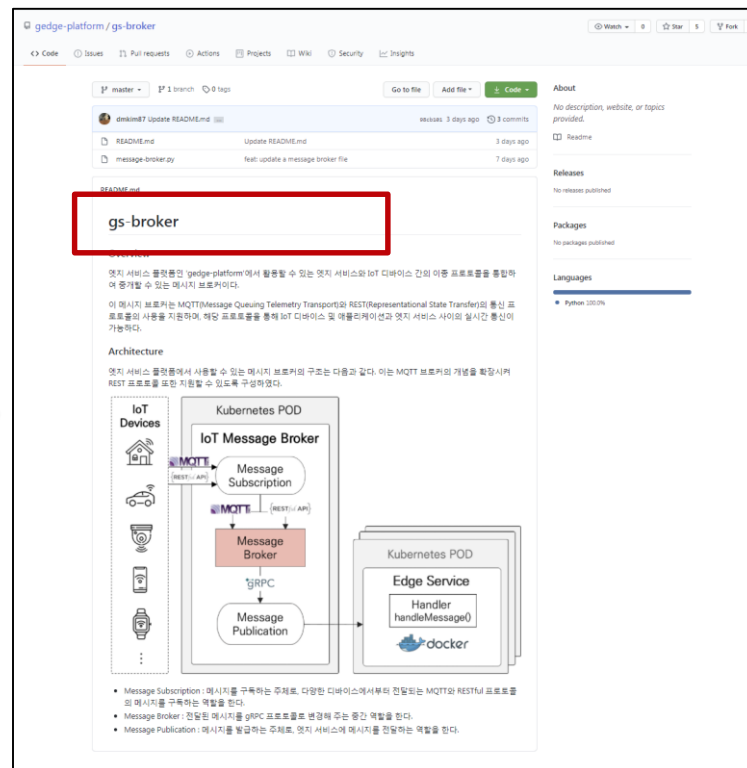 gedge-platform / gs-broker
Watch 0 Star 5 Fork
Code Issues Pull requests Actions Projects Wiki Security Insights
master 1 branch 0 tags Go to file Add file Code
dmkim87 Update README.md 3 days ago 3 commits
README.md Update README.md 3 days ago
message-broker.py feat: update a message broker file 7 days ago
README.md
gs-broker
Overview
엣지 서비스 플랫폼인 'gedge-platform'에서 활용할 수 있는 엣지 서비스와 IoT 디바이스 간의 이종 프로토콜을 통합하
여 중개할 수 있는 메시지 브로커이다.
이 메시지 브로커는 MQTT(Message Queuing Telemetry Transport)와 REST(Representational State Transfer)의 통신 프
로토콜의 사용을 지원하며, 해당 프로토콜을 통해 IoT 디바이스 및 애플리케이션과 엣지 서비스 사이의 실시간 통신이
가능하다.
Architecture
엣지 서비스 플랫폼에서 사용할 수 있는 메시지 브로커의 구조는 다음과 같다. 이는 MQTT 브로커의 개념을 확장시켜
REST 프로토콜 또한 지원할 수 있도록 구성하였다.
IoT
Devices
Kubernetes POD
IoT Message Broker
MQTT
{REST API}
Message
Subscription
MQTT
{REST API}
Message
Broker
gRPC
Message
Publication
Kubernetes POD
Edge Service
Handler
handleMessage()
docker
Message Subscription : 메시지를 구독하는 주체로, 다양한 디바이스에서부터 전달되는 MQTT와 RESTful 프로토콜
의 메시지를 구독하는 역할을 한다.
Message Broker : 전달된 메시지를 gRPC 프로토콜로 변경해 주는 중간 역할을 한다.
Message Publication : 메시지를 발급하는 주체로, 엣지 서비스에 메시지를 전달하는 역할을 한다.
About
No description, website, or topics
provided.
Readme
Releases
No releases published
Packages
No packages published
Languages
Python 100.0%